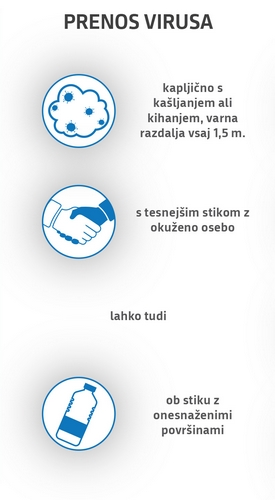 PRENOS VIRUSA
kapljično s
kašljanjem ali
kihanjem, varna
razdalja vsaj 1,5 m.
s tesnejšim stikom z
okuženo osebo
lahko tudi
ob stiku z
onesnaženimi
površinami